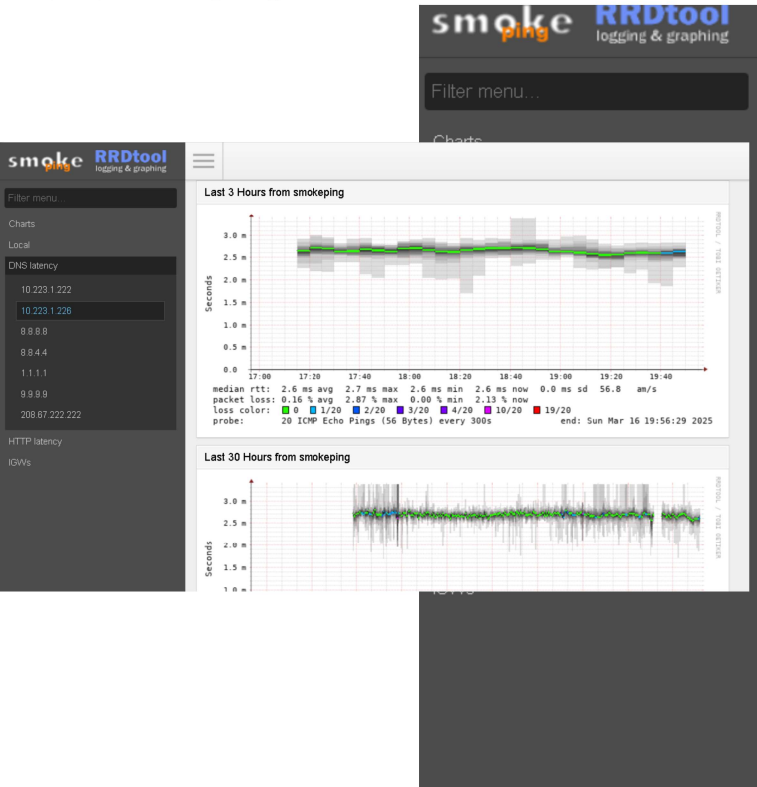 smokeping RRDtool
logging & graphing
Filter menu...
Charts
smokeping RRDtool
logging & graphing
Filter menu...
Charts
Local
DNS latency
10.223.1.222
10.223.1.226
8.8.8.8
8.8.4.4
1.1.1.1
9.9.9.9
208.67.222.222
HTTP latency
IGWs
Last 3 Hours from smokeping
RRDTOOL / TOBI OETIKER
Seconds
3.0 m
2.5 m
2.0 m
1.5 m
1.0 m
0.5 m
0.0
17:00 17:20 17:40 18:00 18:20 18:40 19:00 19:20 19:40
median rtt: 2.6 ms avg 2.7 ms max 2.6 ms min 2.6 ms now 0.0 ms sd 56.8 am/s
packet loss: 0.16 % avg 2.87 % max 0.00 % min 2.13 % now
loss color: 0 1/20 2/20 3/20 4/20 10/20 19/20
probe: 20 ICMP Echo Pings (56 Bytes) every 300s end: Sun Mar 16 19:56:29 2025
Last 30 Hours from smokeping
RRDTOOL / TOBI OETIKER
Seconds
3.0 m
2.5 m
2.0 m
1.5 m
1.0 m
IGWs